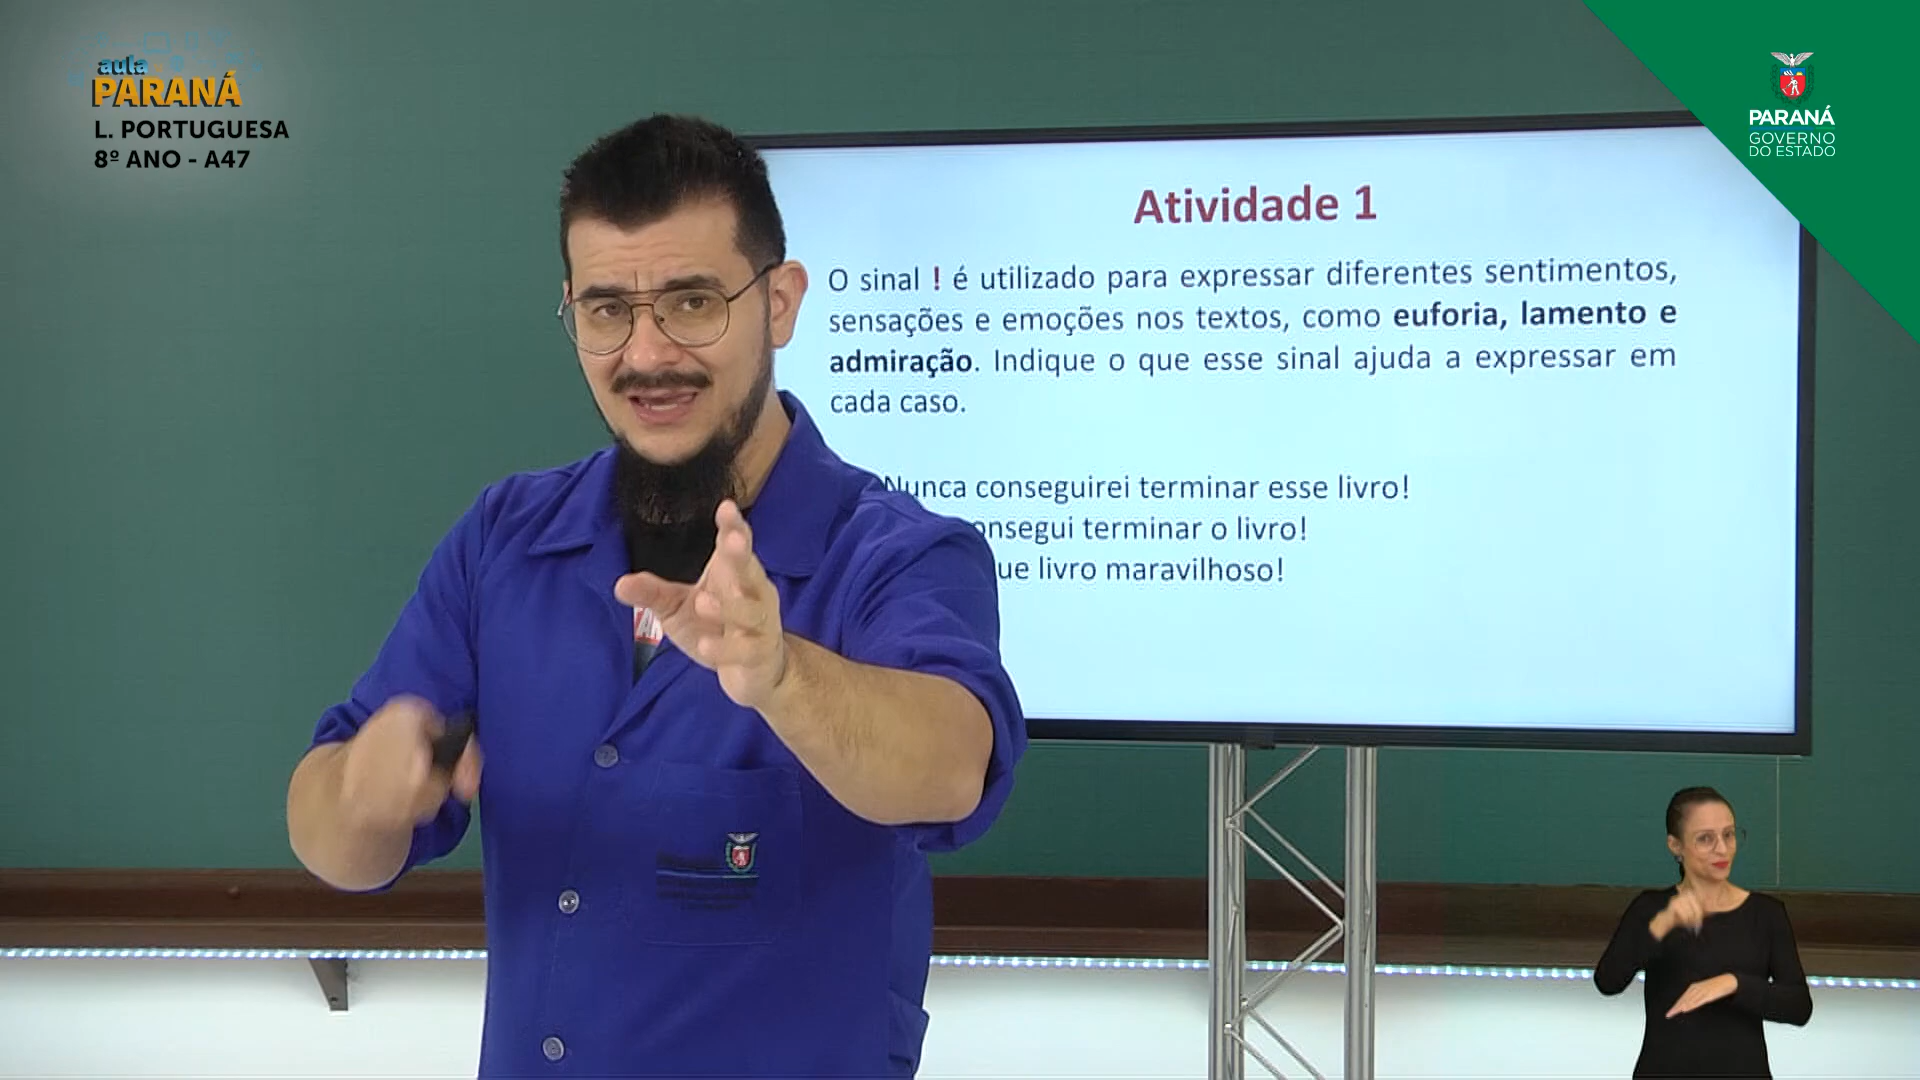 aula
PARANÁ
L. PORTUGUESA
8º ANO - A47
PARANÁ
GOVERNO
DO ESTADO
Atividade 1
O sinal ! é utilizado para expressar diferentes sentimentos,
sensações e emoções nos textos, como euforia, lamento e
admiração. Indique o que esse sinal ajuda a expressar em
cada caso.
Nunca conseguirei terminar esse livro!
onsegui terminar o livro!
ue livro maravilhoso!